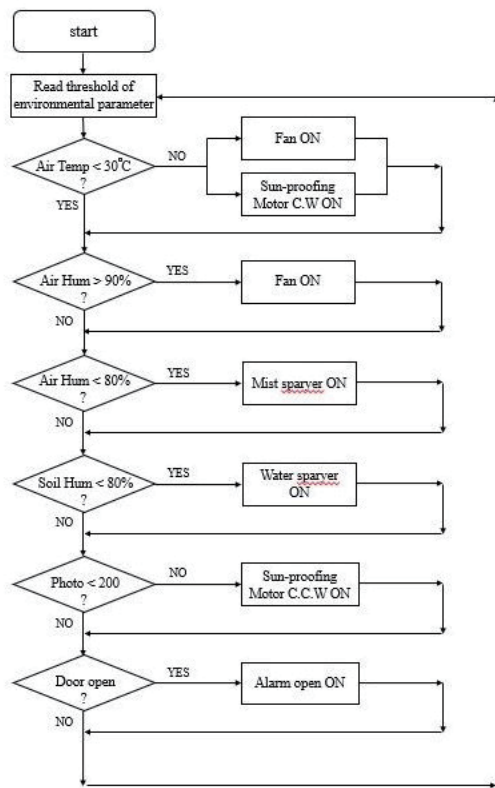 start
Read threshold of
environmental parameter
Air Temp < 30°C
?
NO
YES
Fan ON
Sun-proofing
Motor C.W ON
Air Hum > 90%
?
YES
NO
Fan ON
Air Hum < 80%
?
YES
NO
Mist sparyer ON
Soil Hum < 80%
?
YES
NO
Water sparyer
ON
Photo < 200
?
NO
NO
Sun-proofing
Motor C.C.W ON
Door open
?
YES
NO
Alarm open ON